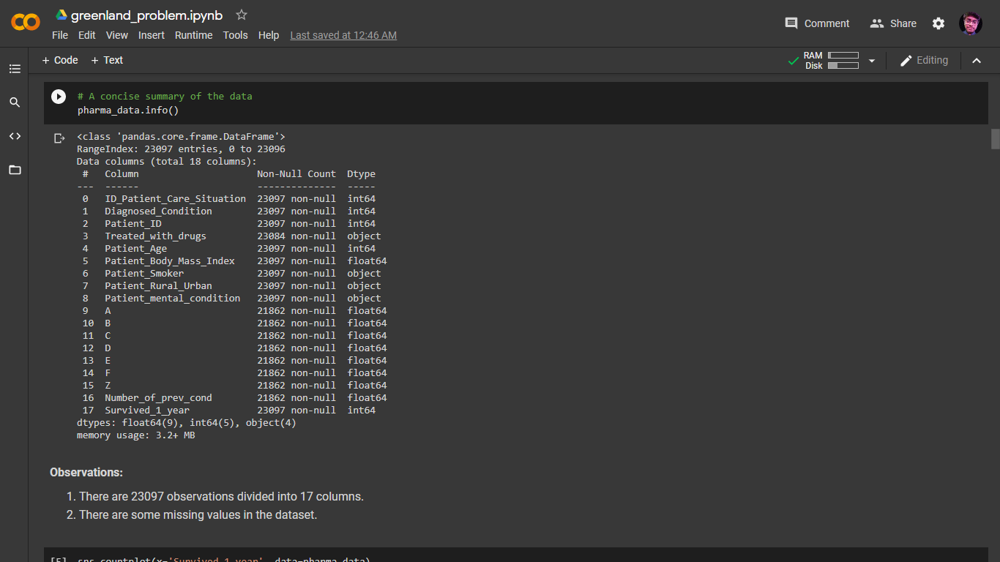 greenland_problem.ipynb
File Edit View Insert Runtime Tools Help Last saved at 12:46 AM
Comment Share
+ Code + Text
RAM
Disk
Editing
# A concise summary of the data
pharma_data.info()
<class 'pandas.core.frame.DataFrame'>
RangeIndex: 23097 entries, 0 to 23096
Data columns (total 18 columns):
 #   Column                     Non-Null Count  Dtype
---  ------                     --------------  -----
 0   ID_Patient_Care_Situation  23097 non-null  int64
 1   Diagnosed_Condition        23097 non-null  int64
 2   Patient_ID                 23097 non-null  int64
 3   Treated_with_drugs         23084 non-null  object
 4   Patient_Age                23097 non-null  int64
 5   Patient_Body_Mass_Index    23097 non-null  float64
 6   Patient_Smoker             23097 non-null  object
 7   Patient_Rural_Urban        23097 non-null  object
 8   Patient_mental_condition   23097 non-null  object
 9   A                          21862 non-null  float64
 10  B                          21862 non-null  float64
 11  C                          21862 non-null  float64
 12  D                          21862 non-null  float64
 13  E                          21862 non-null  float64
 14  F                          21862 non-null  float64
 15  Z                          21862 non-null  float64
 16  Number_of_prev_cond        21862 non-null  float64
 17  Survived_1_year            23097 non-null  int64
dtypes: float64(9), int64(5), object(4)
memory usage: 3.2+ MB
Observations:
1. There are 23097 observations divided into 17 columns.
2. There are some missing values in the dataset.
[5] sns.countplot(x='Survived_1_year', data=pharma_data)